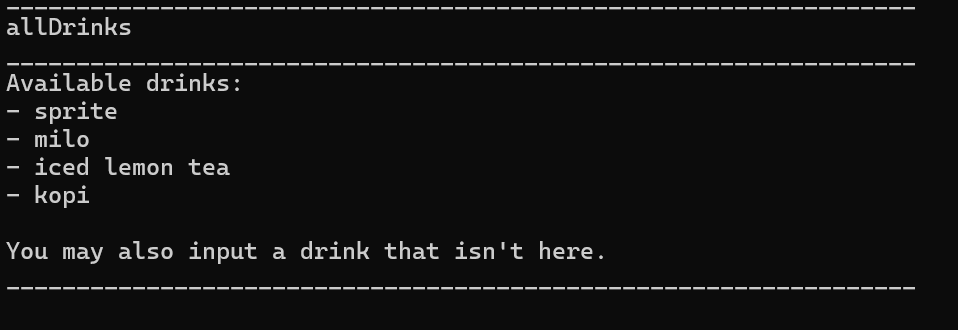 ____________________________________________________________
allDrinks
____________________________________________________________
Available drinks:
- sprite
- milo
- iced lemon tea
- kopi
You may also input a drink that isn't here.
____________________________________________________________